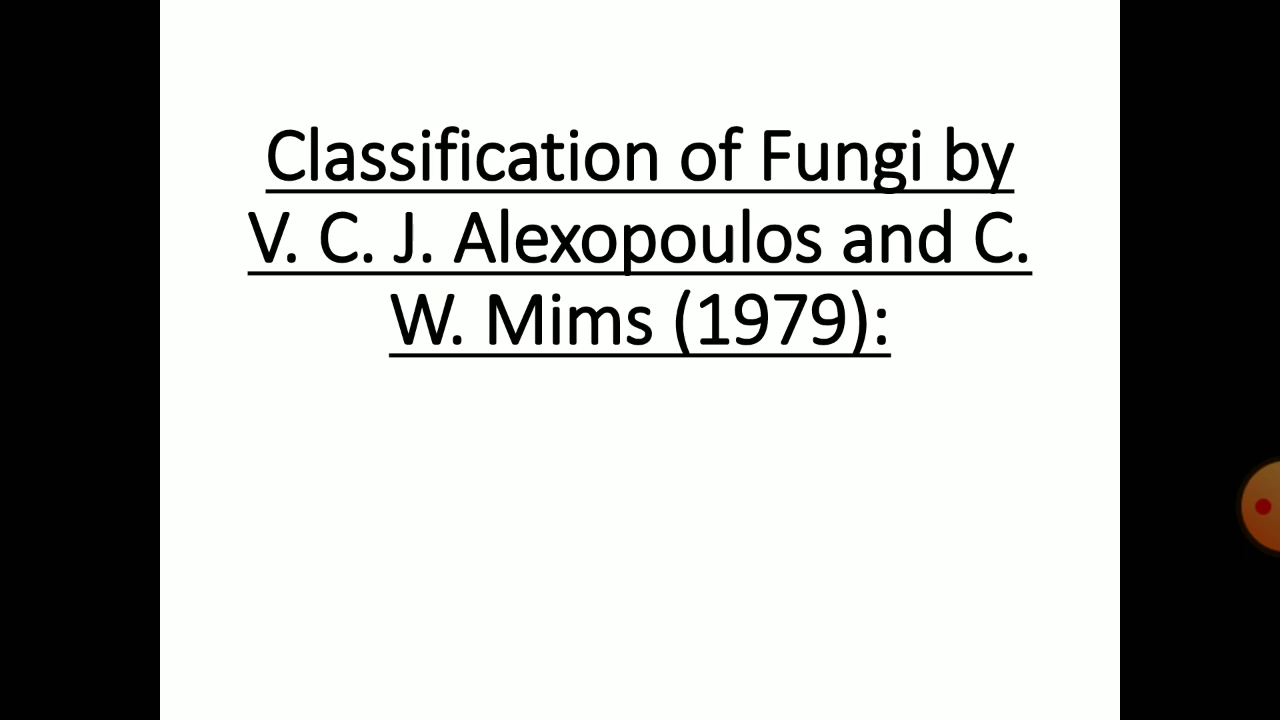 Classification of Fungi by
V. C. J. Alexopoulos and C.
W. Mims (1979):